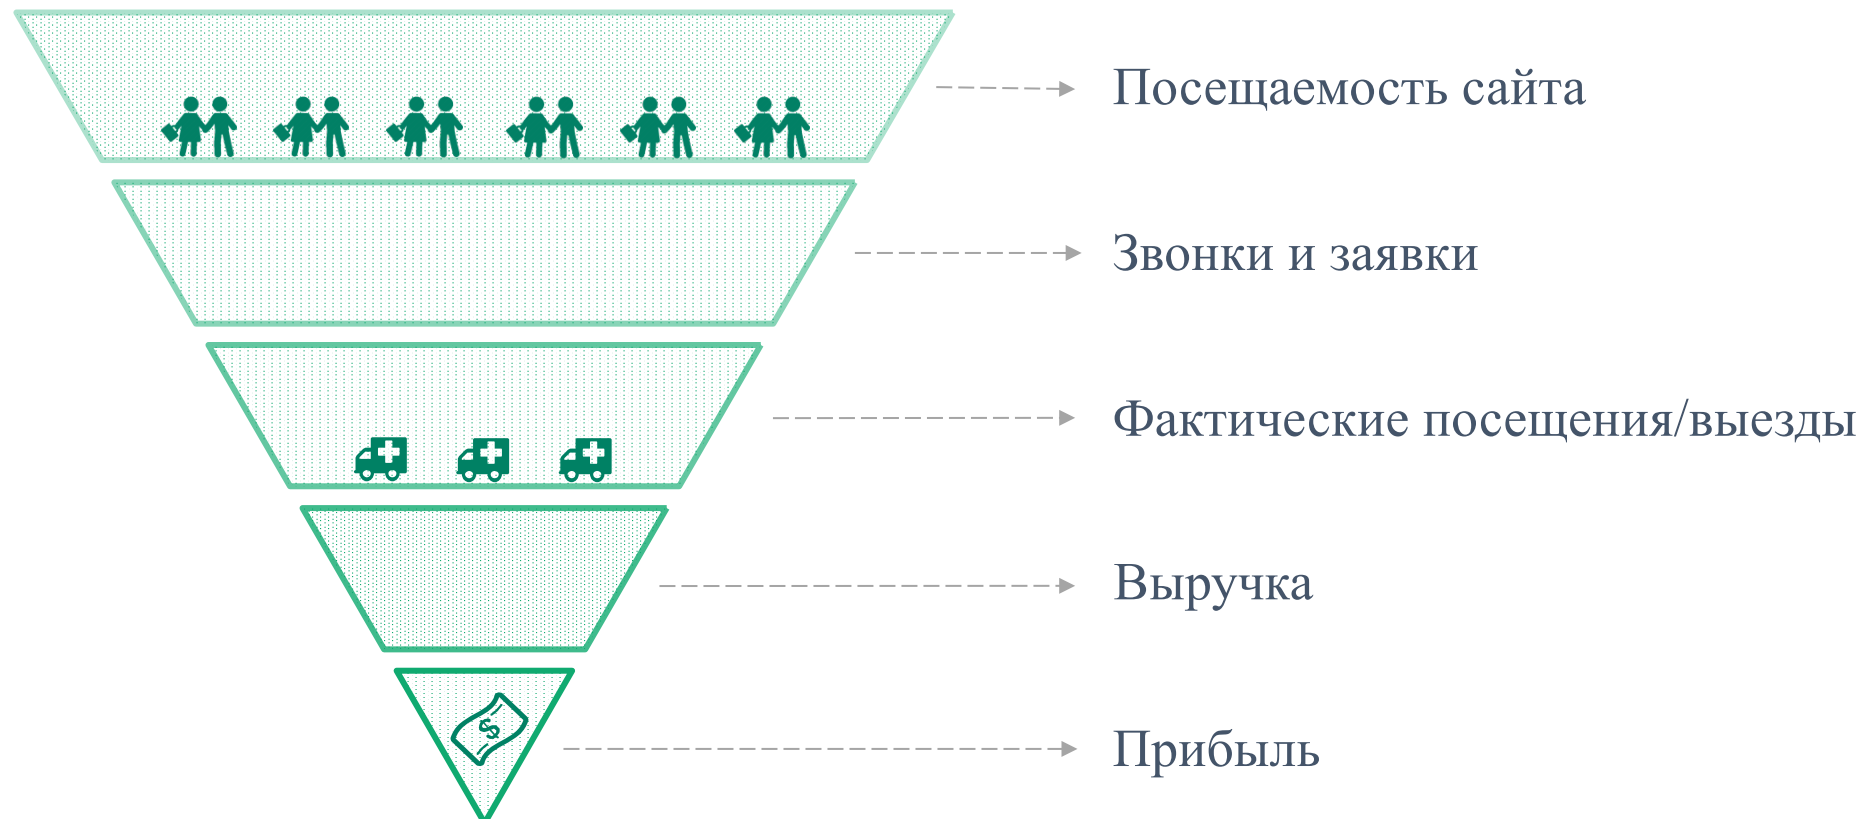 Посещаемость сайта
Звонки и заявки
Фактические посещения/выезды
Выручка
$
Прибыль